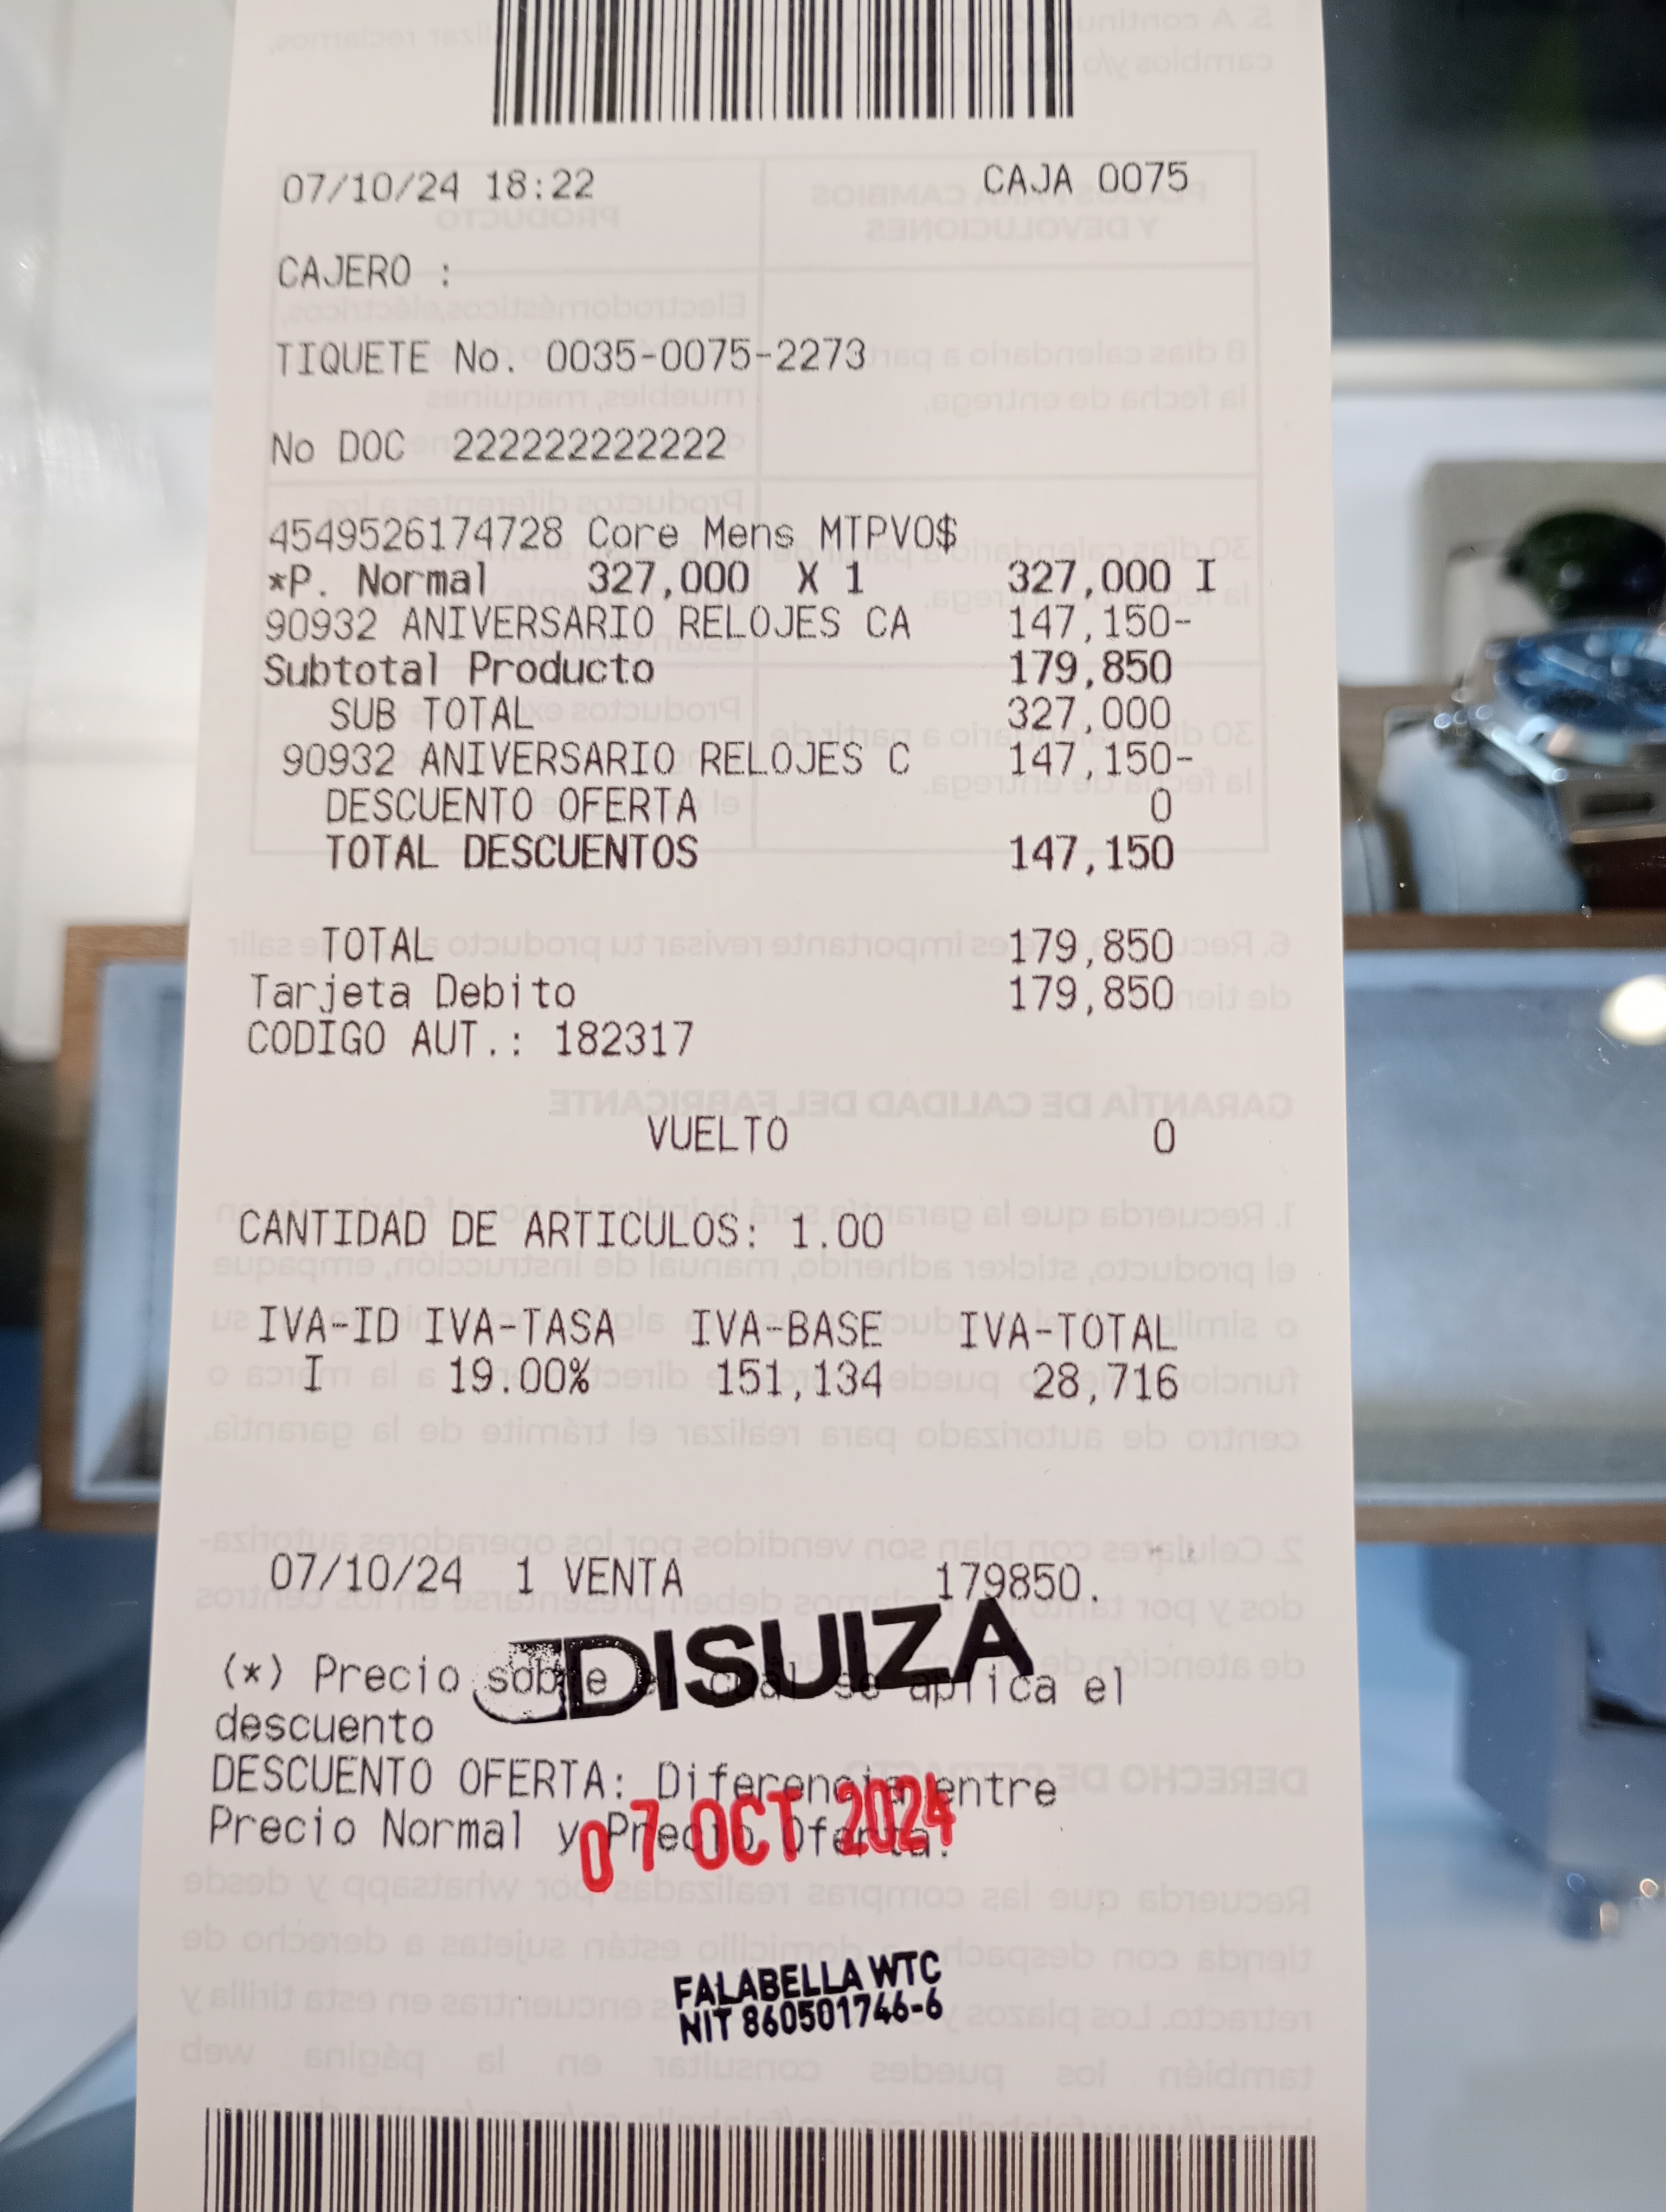 07/10/24 18:22 CAJA 0075
CAJERO :
TIQUETE No. 0035-0075-2273
No DOC 222222222222
4549526174728 Core Mens MTPVO$
*P. Normal 327,000 X 1 327,000 I
90932 ANIVERSARIO RELOJES CA 147,150-
Subtotal Producto 179,850
SUB TOTAL 327,000
90932 ANIVERSARIO RELOJES C 147,150-
DESCUENTO OFERTA 0
TOTAL DESCUENTOS 147,150
TOTAL 179,850
Tarjeta Debito 179,850
CODIGO AUT.: 182317
VUELTO 0
CANTIDAD DE ARTICULOS: 1.00
IVA-ID IVA-TASA IVA-BASE IVA-TOTAL
I 19.00% 151,134 28,716
07/10/24 1 VENTA 179850.
DISUIZA
(*) Precio sobre el cual se aplica el
descuento
DESCUENTO OFERTA: Diferencia entre
Precio Normal y Precio Oferta.
07 OCT 2024
FALABELLA WTC
NIT 860501746-6